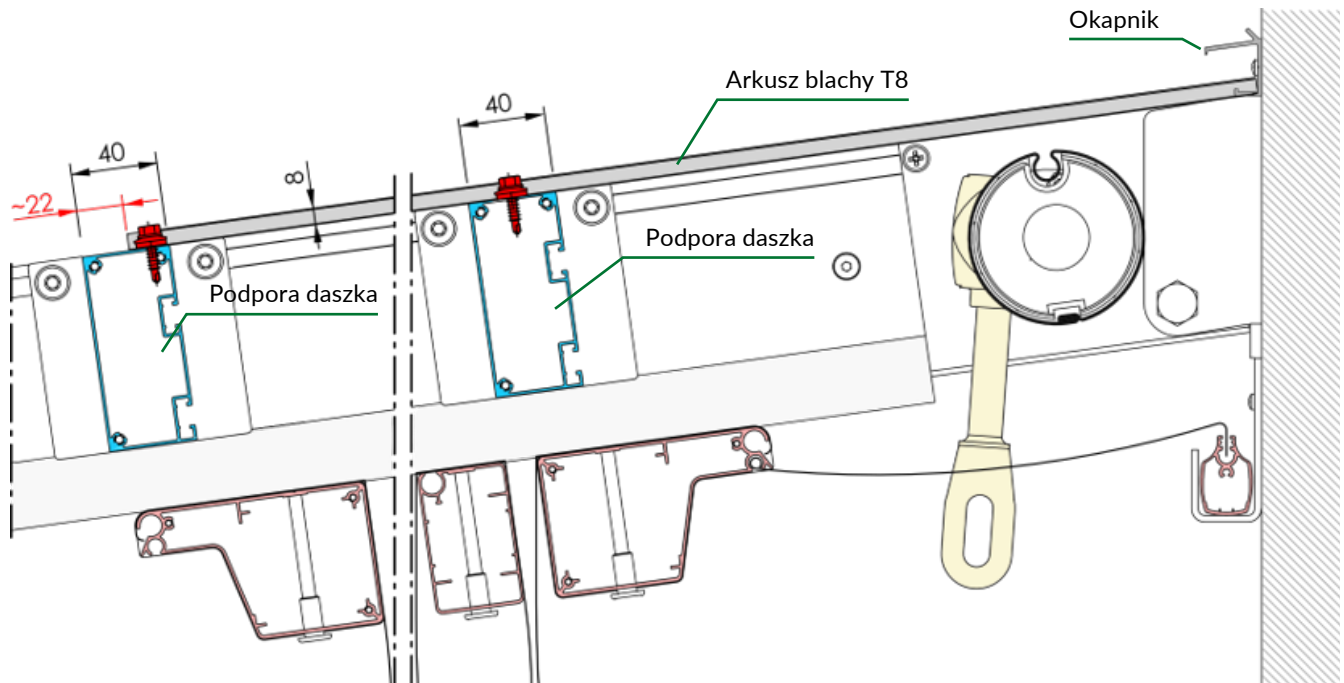 Okapnik
Arkusz blachy T8
40
40
8
~22
Podpora daszka
Podpora daszka